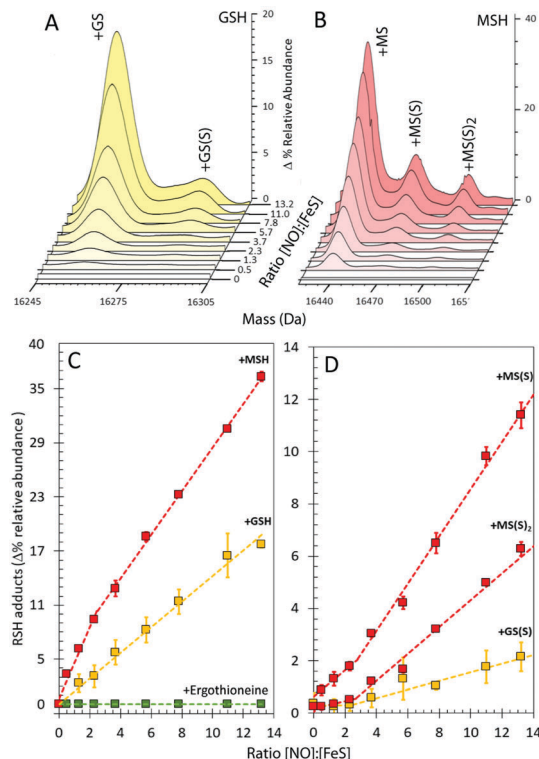 A
GSH
+GS
+GS(S)
20
15
10
5
0
Δ % Relative Abundance
13.2
11.0
7.8
5.7
3.7
2.3
1.3
0.5
0
Ratio [NO]:[FeS]
16245
16275
16305
B
MSH
+MS
+MS(S)
+MS(S)2
40
20
0
16440
16470
16500
1653
Mass (Da)
C
RSH adducts (Δ% relative abundance)
40
36
29
23
17
11
5
0
+MSH
+GSH
+Ergothioneine
0 2 4 6 8 10 12 14
D
14
12
10
8
6
4
2
0
+MS(S)
+MS(S)₂
+GS(S)
0 2 4 6 8 10 12 14
Ratio [NO]:[FeS]